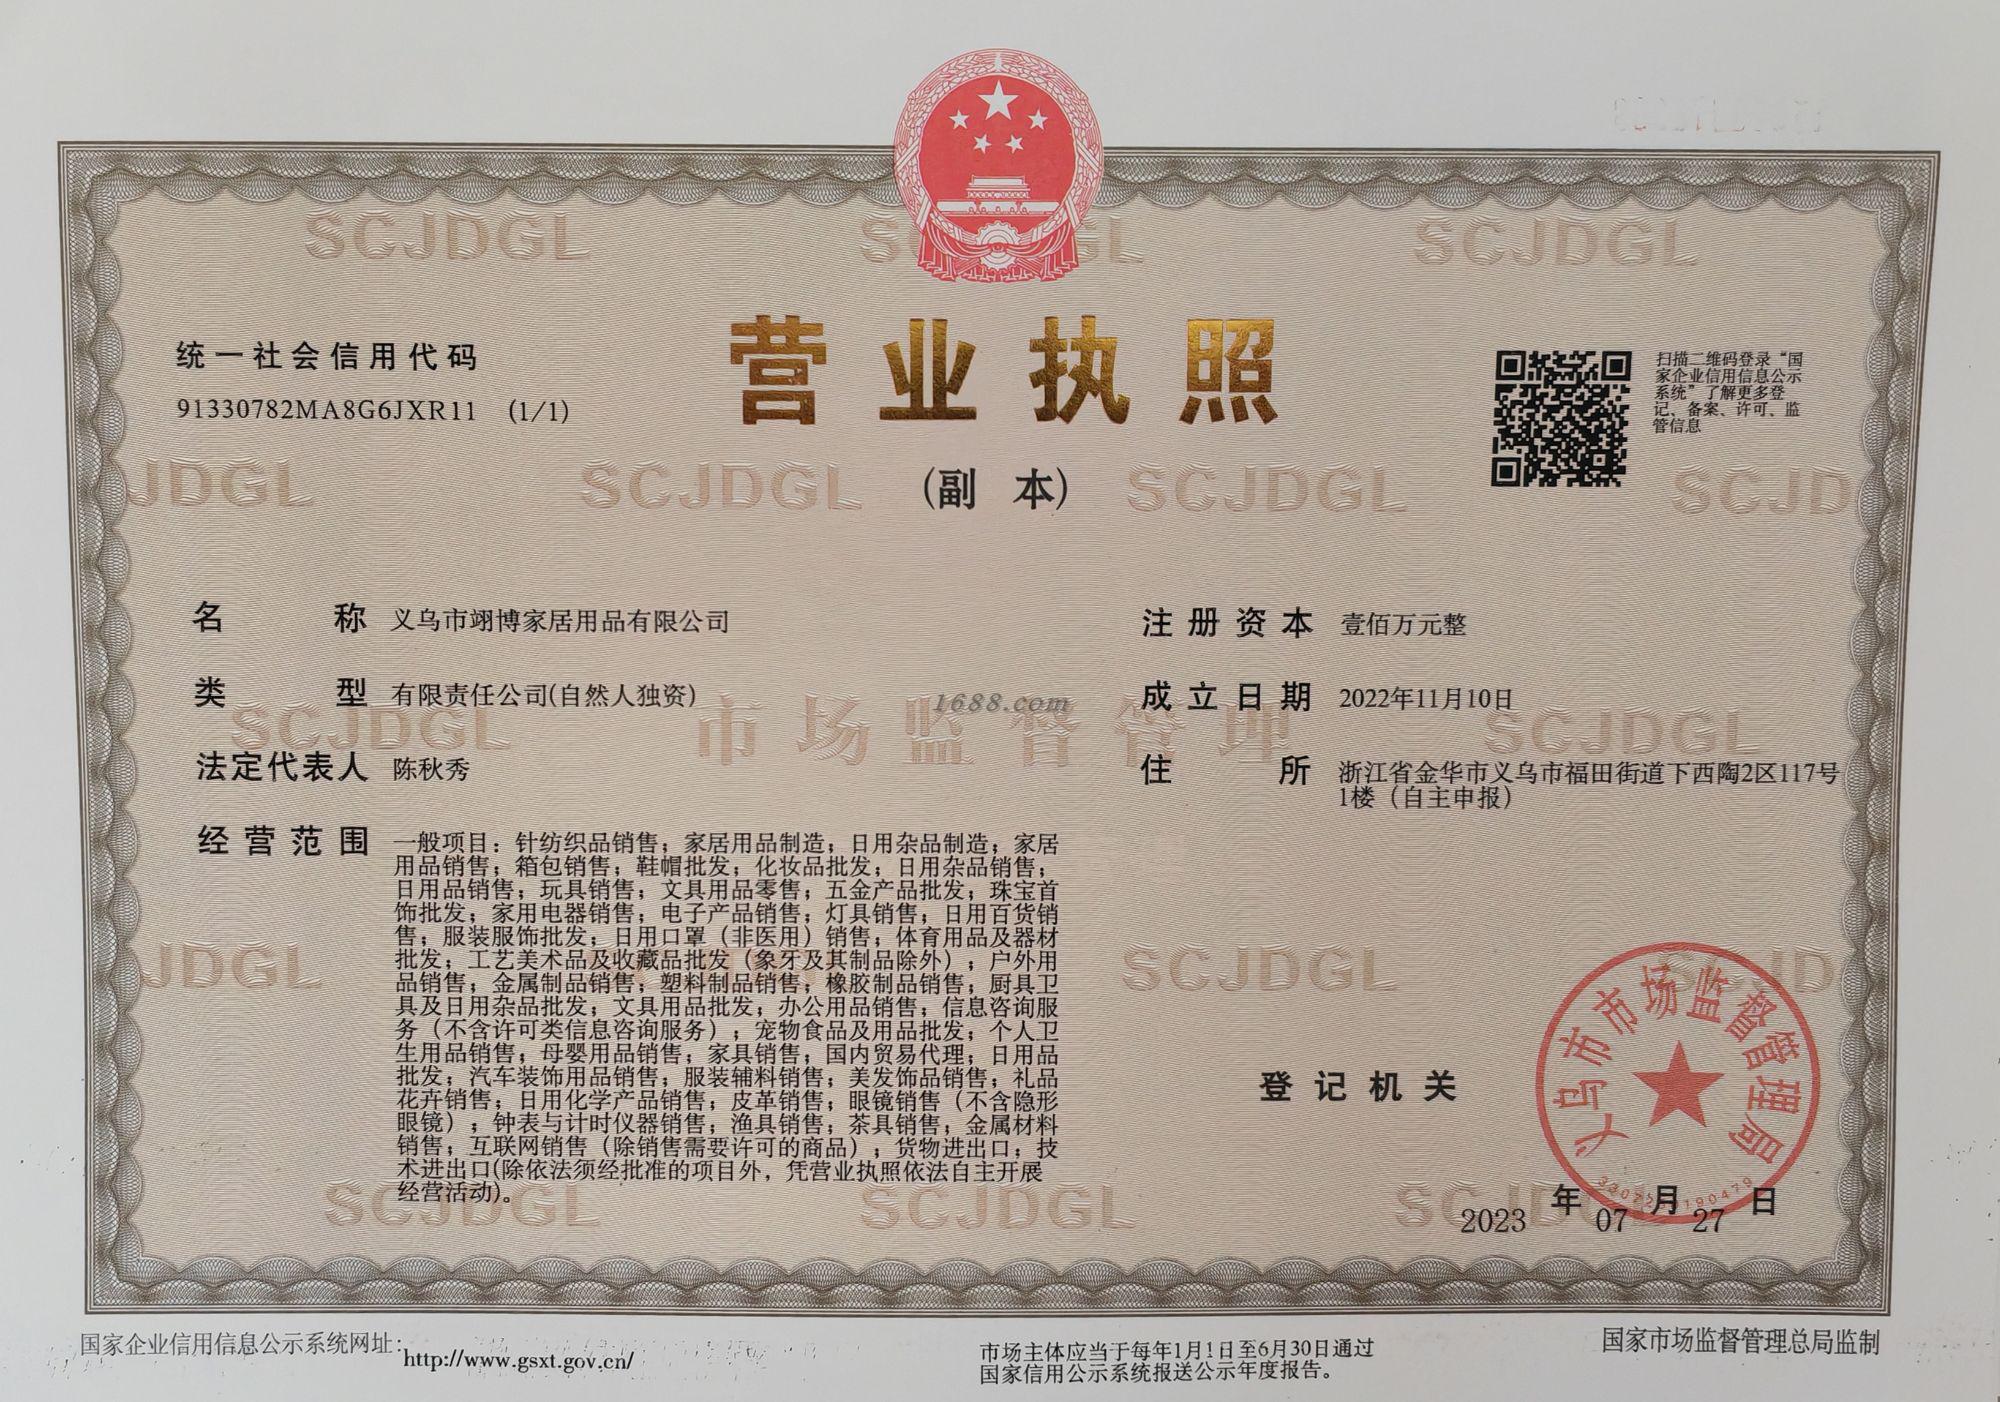 SCJDGL SCJDGL SCJDGL
营业执照
(副 本)
统一社会信用代码
91330782MA8G6JXR11 (1/1)
扫描二维码登录“国
家企业信用信息公示
系统”了解更多登
记、备案、许可、监
管信息
JDGL SCJDGL SCJDGL SCJD
名 称 义乌市翊博家居用品有限公司
类 型 有限责任公司(自然人独资)
法定代表人 陈秋秀
经营范围 一般项目：针纺织品销售；家居用品制造；日用杂品制造；家居
用品销售；箱包销售；鞋帽批发；化妆品批发；日用杂品销售；
日用品销售；玩具销售；文具用品零售；五金产品批发；珠宝首
饰批发；家用电器销售；电子产品销售；灯具销售；日用百货销
售；服装服饰批发；日用口罩（非医用）销售；体育用品及器材
批发；工艺美术品及收藏品批发（象牙及其制品除外）；户外用
品销售；金属制品销售；塑料制品销售；橡胶制品销售；厨具卫
具及日用杂品批发；文具用品批发；办公用品销售；信息咨询服
务（不含许可类信息咨询服务）；宠物食品及用品批发；个人卫
生用品销售；母婴用品销售；家具销售；国内贸易代理；日用品
批发；汽车装饰用品销售；服装辅料销售；美发饰品销售；礼品
花卉销售；日用化学产品销售；皮革销售；眼镜销售（不含隐形
眼镜）；钟表与计时仪器销售；渔具销售；茶具销售；金属材料
销售；互联网销售（除销售需要许可的商品）；货物进出口；技
术进出口(除依法须经批准的项目外，凭营业执照依法自主开展
经营活动)。
注册资本 壹佰万元整
成立日期 2022年11月10日
住 所 浙江省金华市义乌市福田街道下西陶2区117号
1楼（自主申报）
1688.com
市场监督管理
SCJDGL SCJDGL
JDGL SCJDGL SCJD
登记机关
义乌市市场监督管理局
2023 年 07 月 27 日
SCJDGL SCJDGL SCJDGL
国家企业信用信息公示系统网址：http://www.gsxt.gov.cn/
市场主体应当于每年1月1日至6月30日通过
国家信用公示系统报送公示年度报告。
国家市场监督管理总局监制